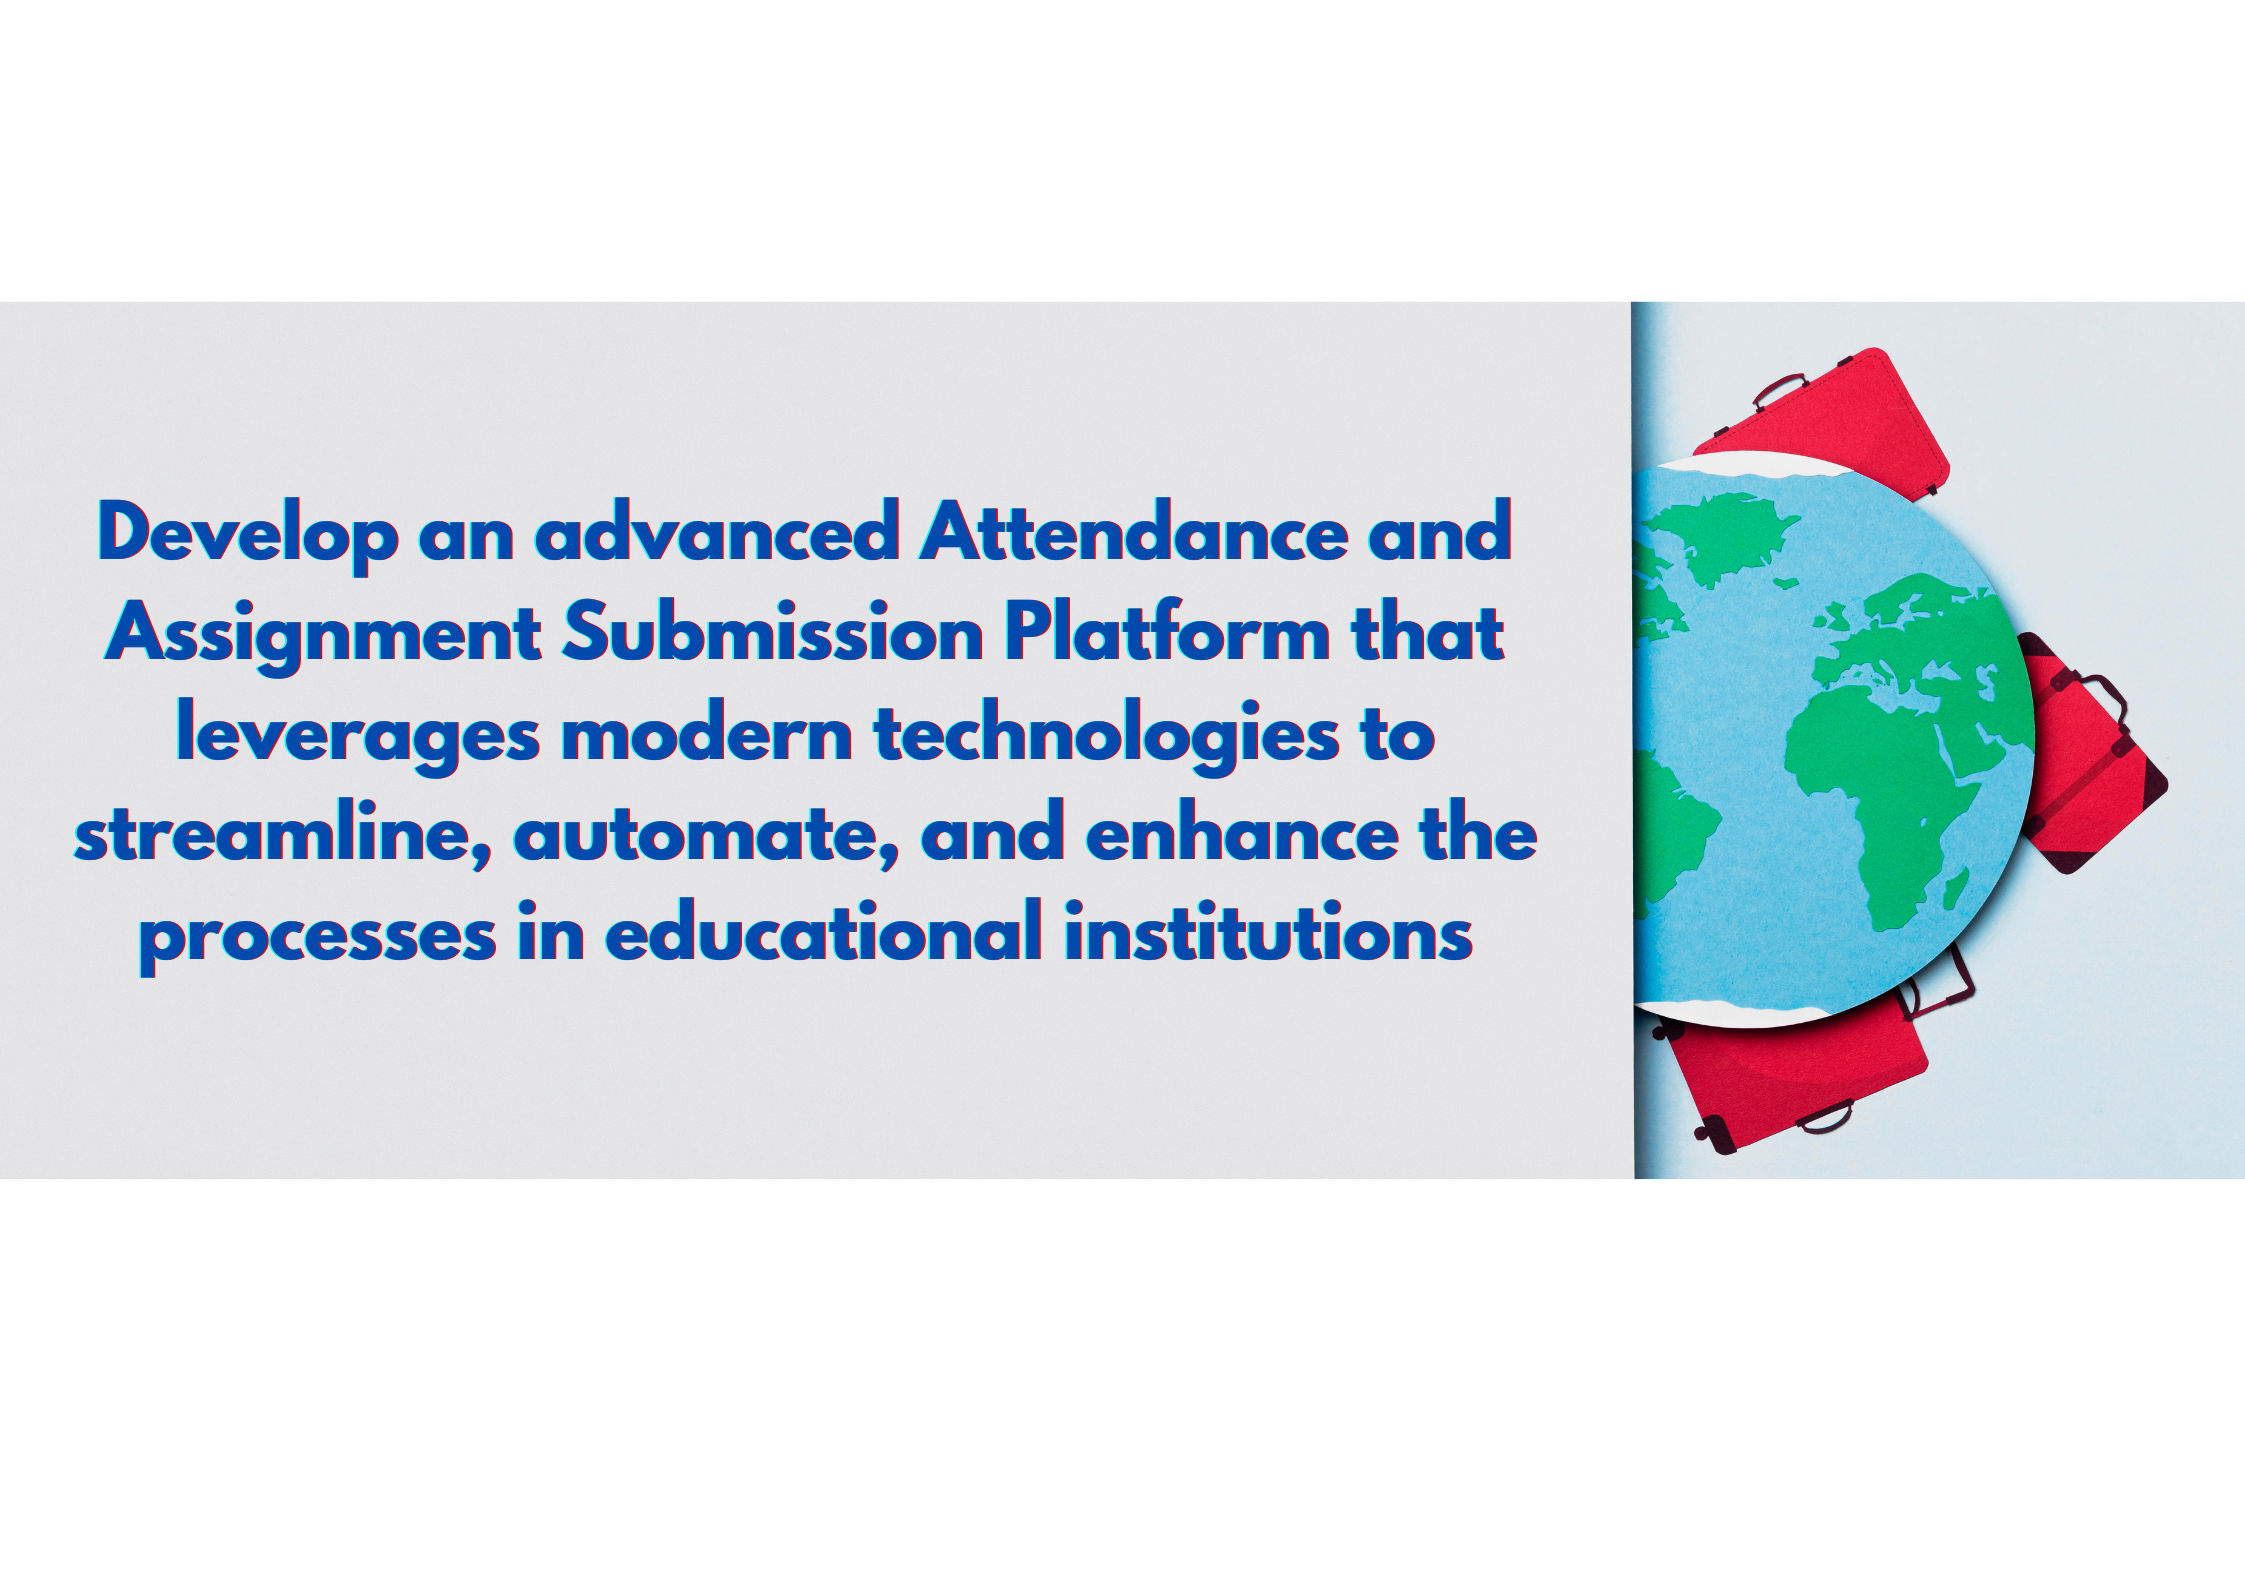 Develop an advanced Attendance and
Assignment Submission Platform that
leverages modern technologies to
streamline, automate, and enhance the
processes in educational institutions